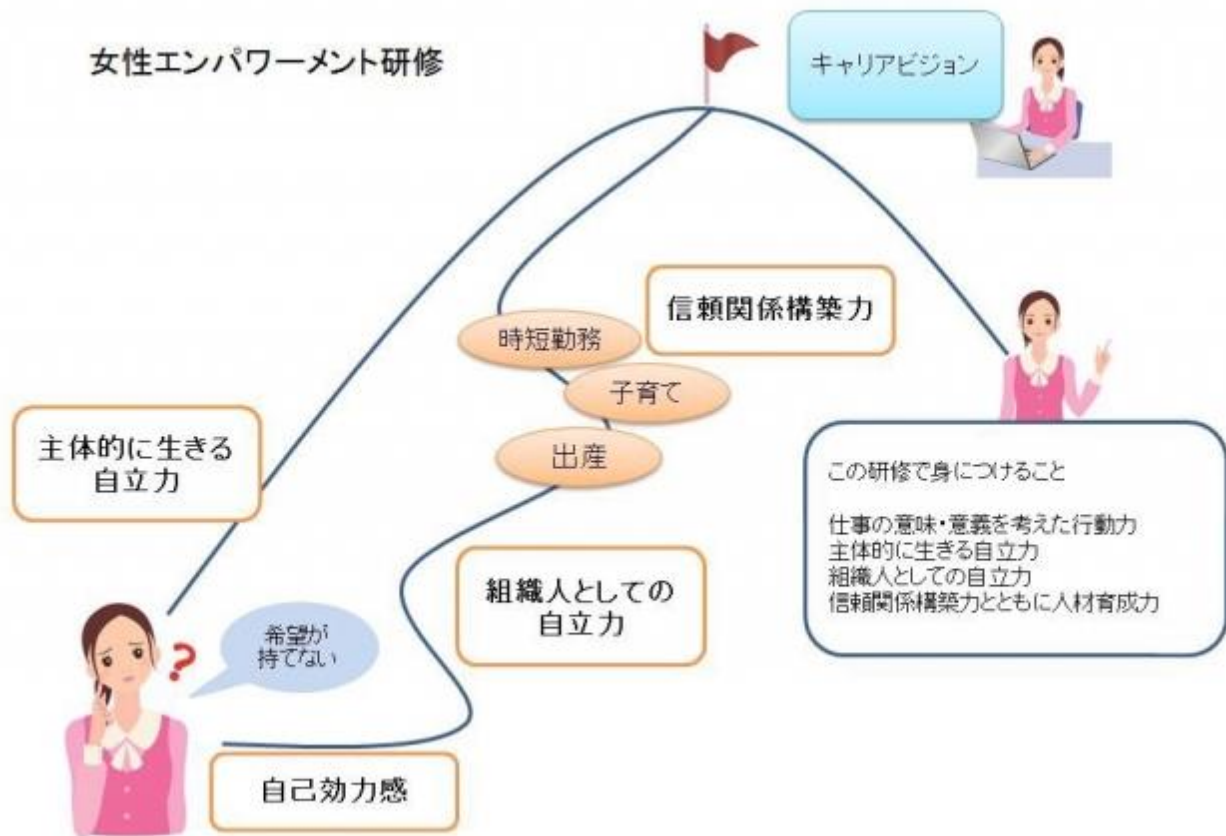 女性エンパワーメント研修
キャリアビジョン
信頼関係構築力
時短勤務
子育て
出産
主体的に生きる
自立力
組織人としての
自立力
希望が
持てない
?
自己効力感
この研修で身につけること
仕事の意味・意義を考えた行動力
主体的に生きる自立力
組織人としての自立力
信頼関係構築力とともに人材育成力